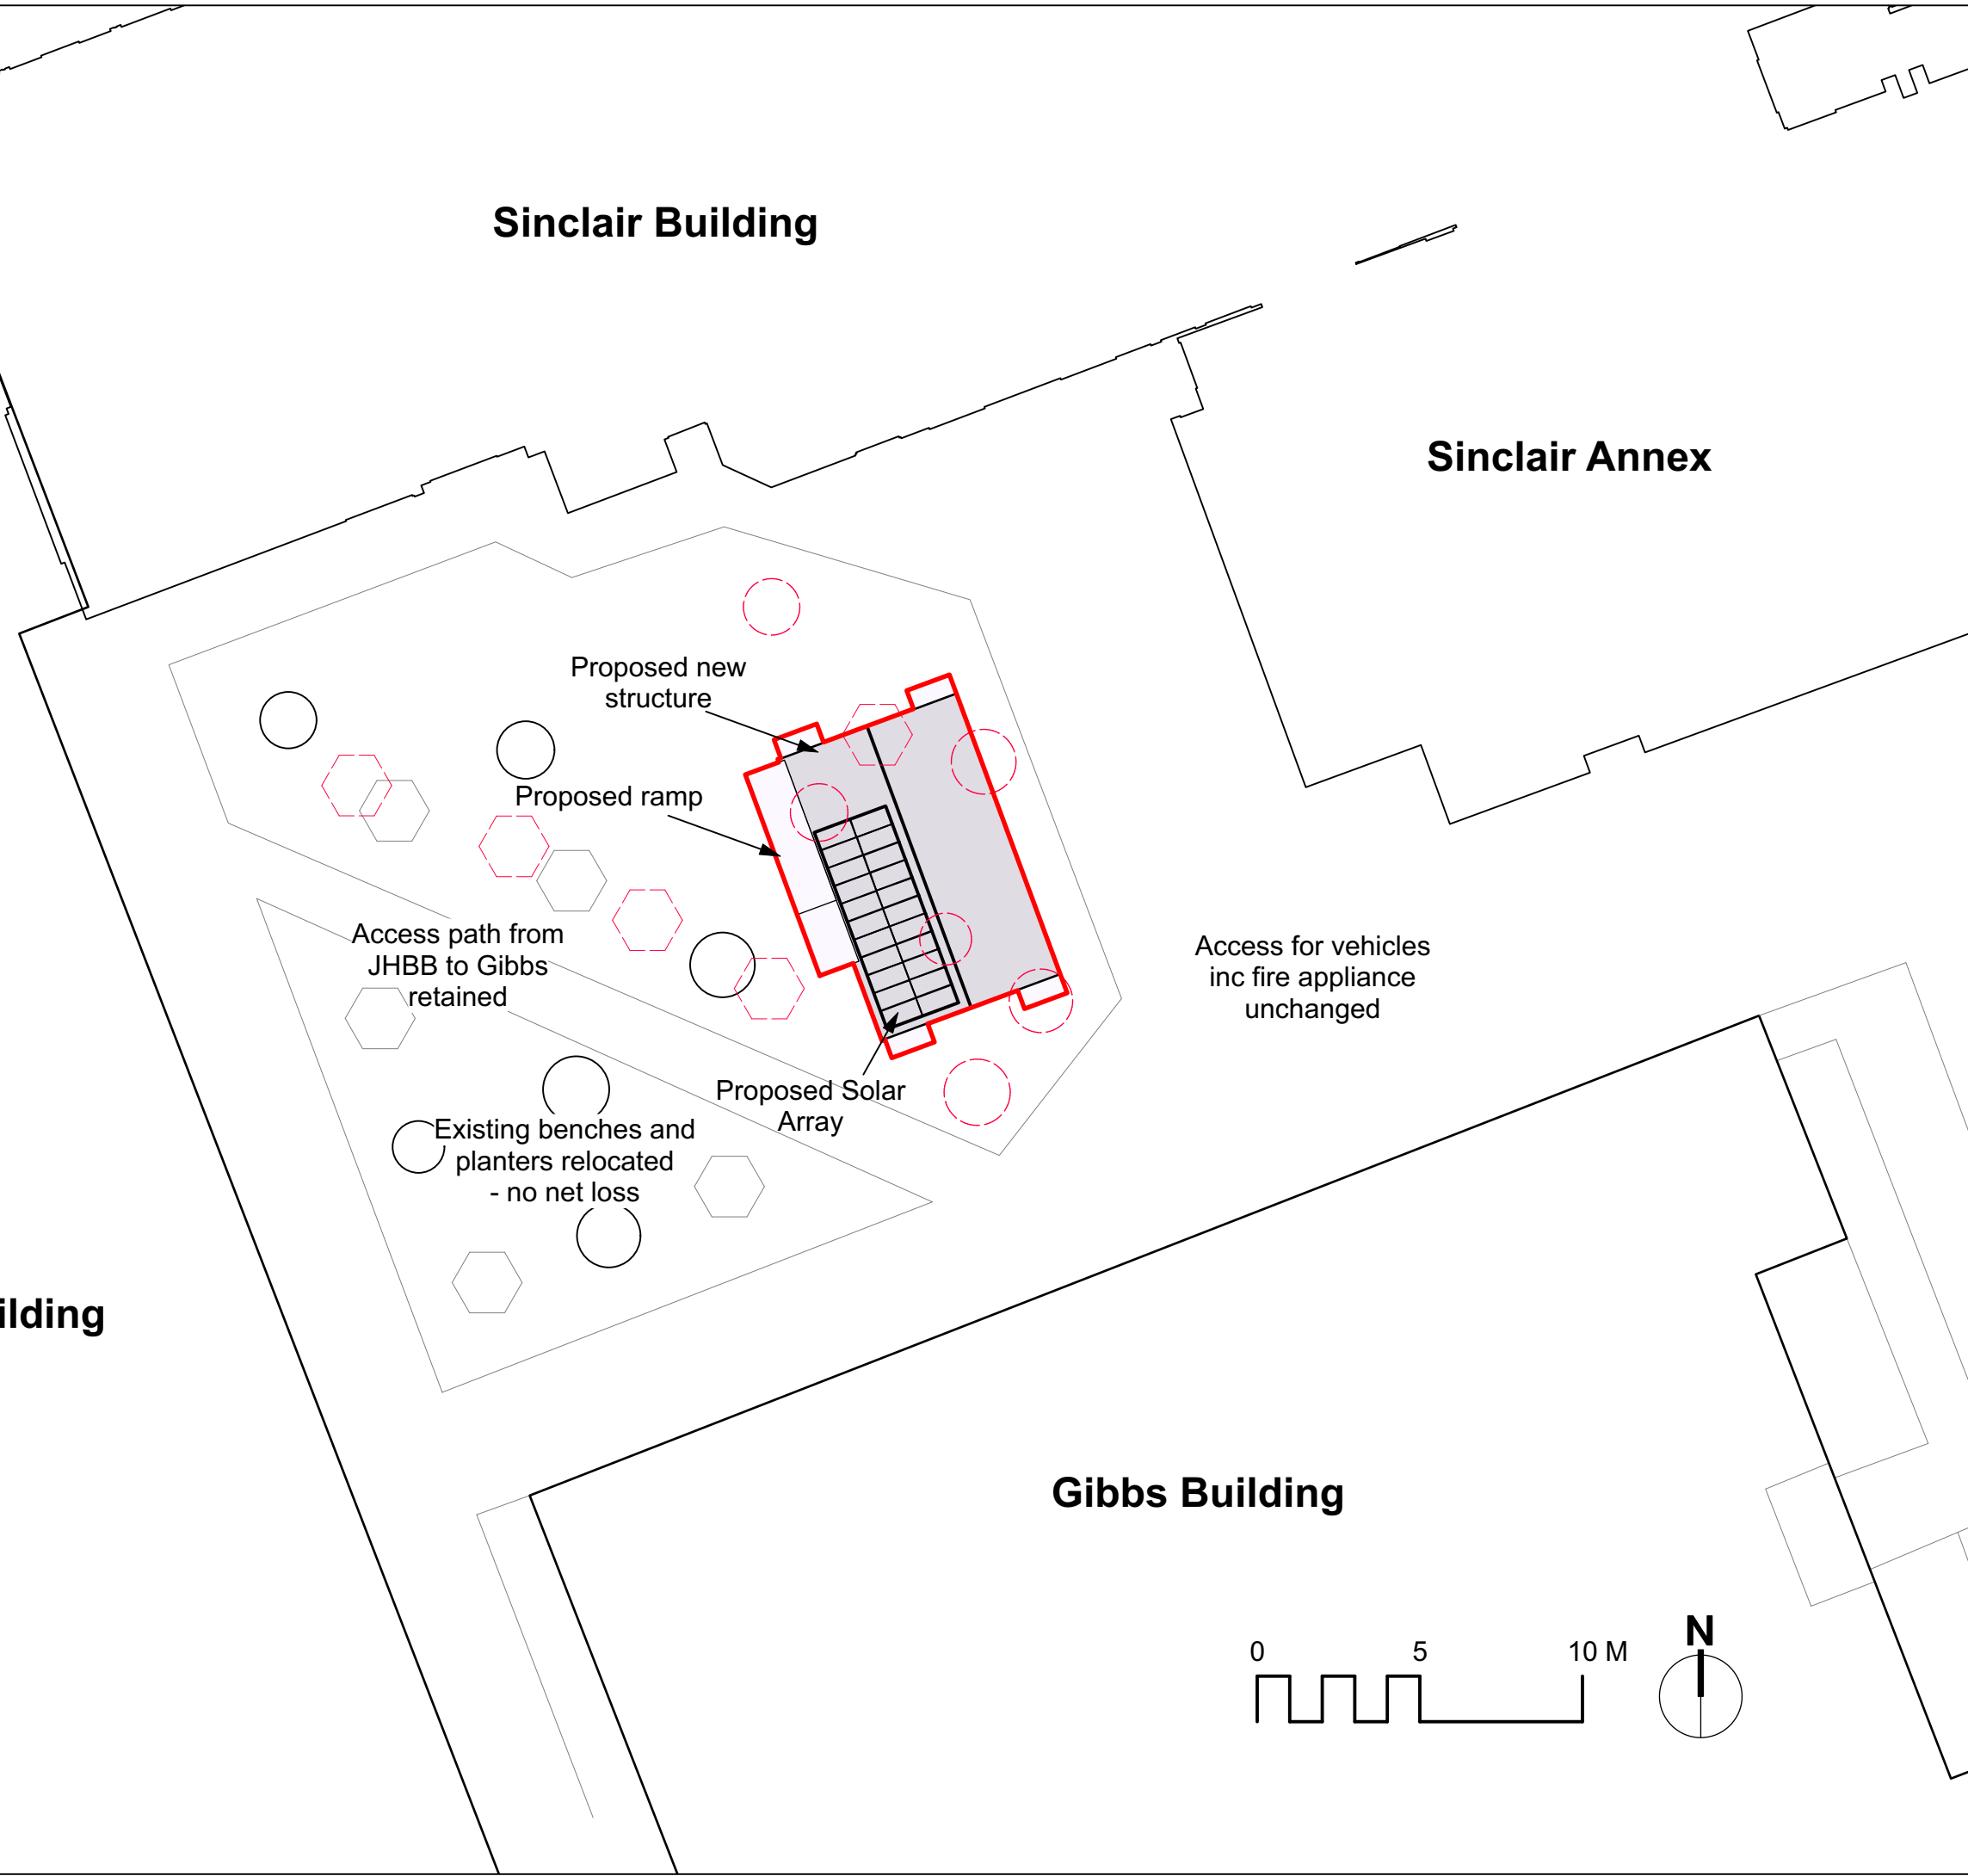 Sinclair Building
Sinclair Annex
Proposed new
structure
Proposed ramp
Access path from
JHBB to Gibbs
retained
Access for vehicles
inc fire appliance
unchanged
Proposed Solar
Array
Existing benches and
planters relocated
- no net loss
ilding
Gibbs Building
0 5 10 M
N